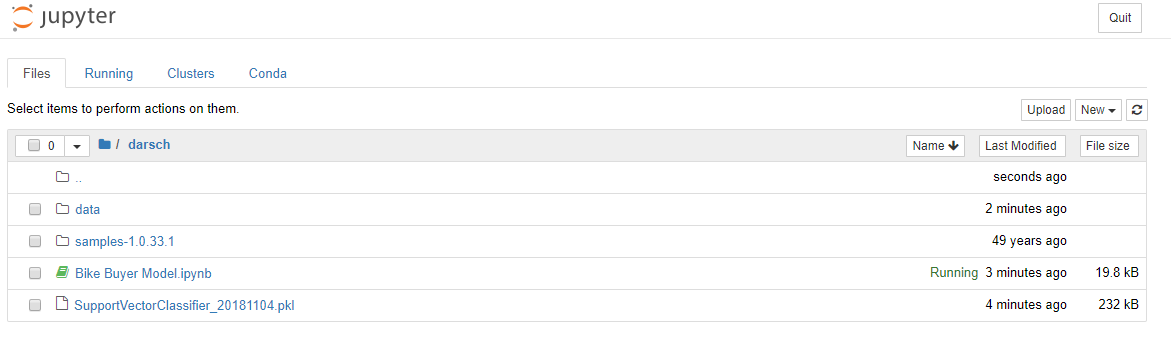 jupyter Quit
Files Running Clusters Conda
Select items to perform actions on them. Upload New
0 / darsch Name Last Modified File size
.. seconds ago
data 2 minutes ago
samples-1.0.33.1 49 years ago
Bike Buyer Model.ipynb Running 3 minutes ago 19.8 kB
SupportVectorClassifier_20181104.pkl 4 minutes ago 232 kB